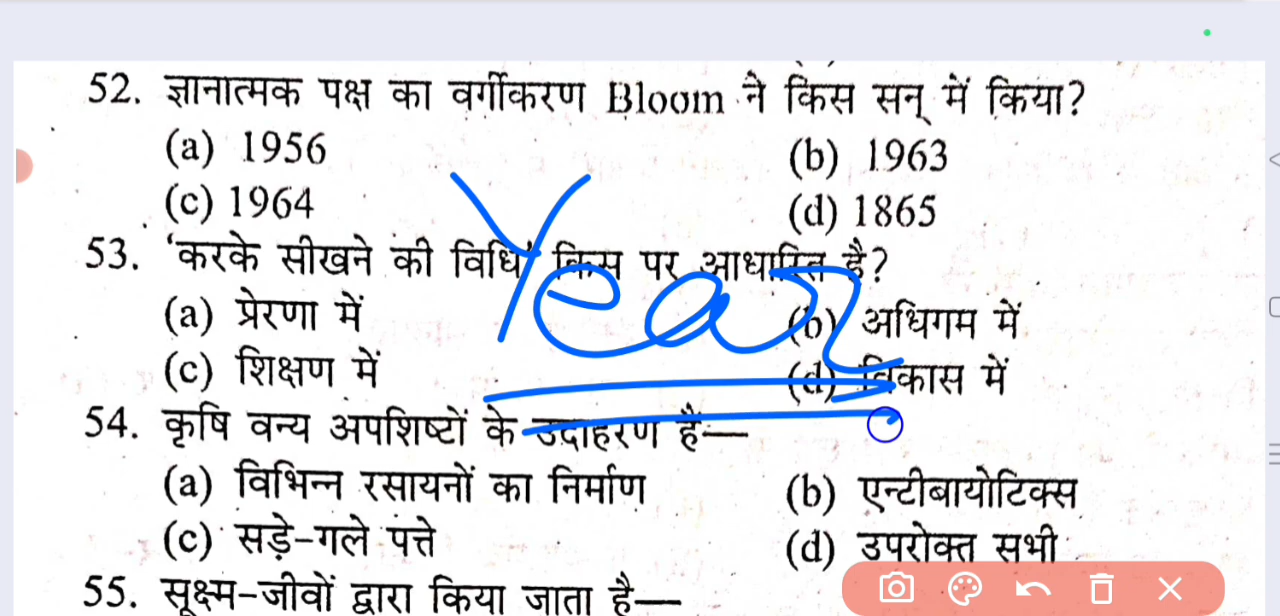 52. ज्ञानात्मक पक्ष का वर्गीकरण Bloom ने किस सन् में किया?
(a) 1956 (b) 1963
(c) 1964 (d) 1865
53. 'करके सीखने की विधि' किस पर आधारित है?
(a) प्रेरणा में (b) अधिगम में
(c) शिक्षण में (d) विकास में
Year
54. कृषि वन्य अपशिष्टों के उदाहरण हैं—
(a) विभिन्न रसायनों का निर्माण (b) एन्टीबायोटिक्स
(c) सड़े-गले पत्ते (d) उपरोक्त सभी
55. सूक्ष्म-जीवों द्वारा किया जाता है—